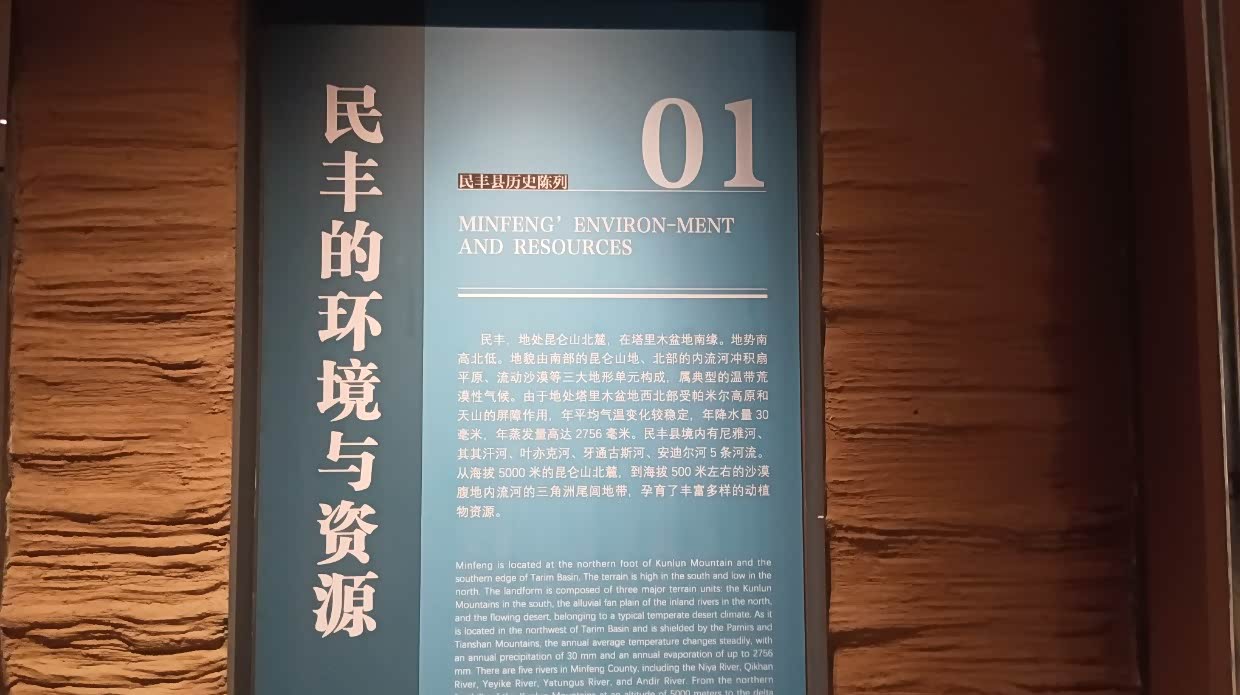 民丰的环境与资源
01
民丰县历史陈列
MINFENG' ENVIRON-MENT
AND RESOURCES
民丰，地处昆仑山北麓，在塔里木盆地南缘。地势南
高北低。地貌由南部的昆仑山地、北部的内流河冲积扇
平原、流动沙漠等三大地形单元构成，属典型的温带荒
漠性气候。由于地处塔里木盆地西北部受帕米尔高原和
天山的屏障作用，年平均气温变化较稳定，年降水量 30
毫米，年蒸发量高达 2756 毫米。民丰县境内有尼雅河、
其其汗河、叶亦克河、牙通古斯河、安迪尔河 5 条河流。
从海拔 5000 米的昆仑山北麓，到海拔 500 米左右的沙漠
腹地内流河的三角洲尾闾地带，孕育了丰富多样的动植
物资源。
Minfeng is located at the northern foot of Kunlun Mountain and the
southern edge of Tarim Basin. The terrain is high in the south and low in the
north. The landform is composed of three major terrain units: the Kunlun
Mountains in the south, the alluvial fan plain of the inland rivers in the north,
and the flowing desert, belonging to a typical temperate desert climate. As it
is located in the northwest of Tarim Basin and is shielded by the Pamirs and
Tianshan Mountains, the annual average temperature changes steadily, with
an annual precipitation of 30 mm and an annual evaporation of up to 2756
mm. There are five rivers in Minfeng County, including the Niya River, Qikhan
River, Yeyike River, Yatungus River, and Andir River. From the northern
of the Kunlun Mountains at an altitude of 5000 meters to the delta